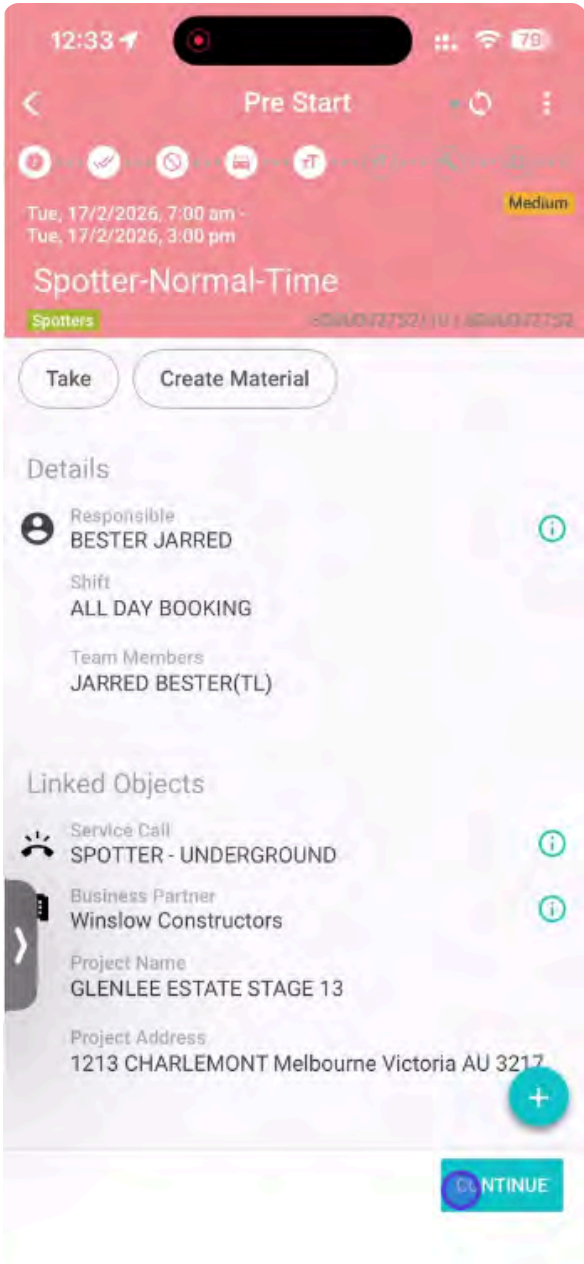 12:33
79
Pre Start
Tue, 17/2/2026, 7:00 am -
Tue, 17/2/2026, 3:00 pm
Medium
Spotter-Normal-Time
Spotters
Take
Create Material
Details
Responsible
BESTER JARRED
Shift
ALL DAY BOOKING
Team Members
JARRED BESTER(TL)
Linked Objects
Service Call
SPOTTER - UNDERGROUND
Business Partner
Winslow Constructors
Project Name
GLENLEE ESTATE STAGE 13
Project Address
1213 CHARLEMONT Melbourne Victoria AU 3217
CONTINUE